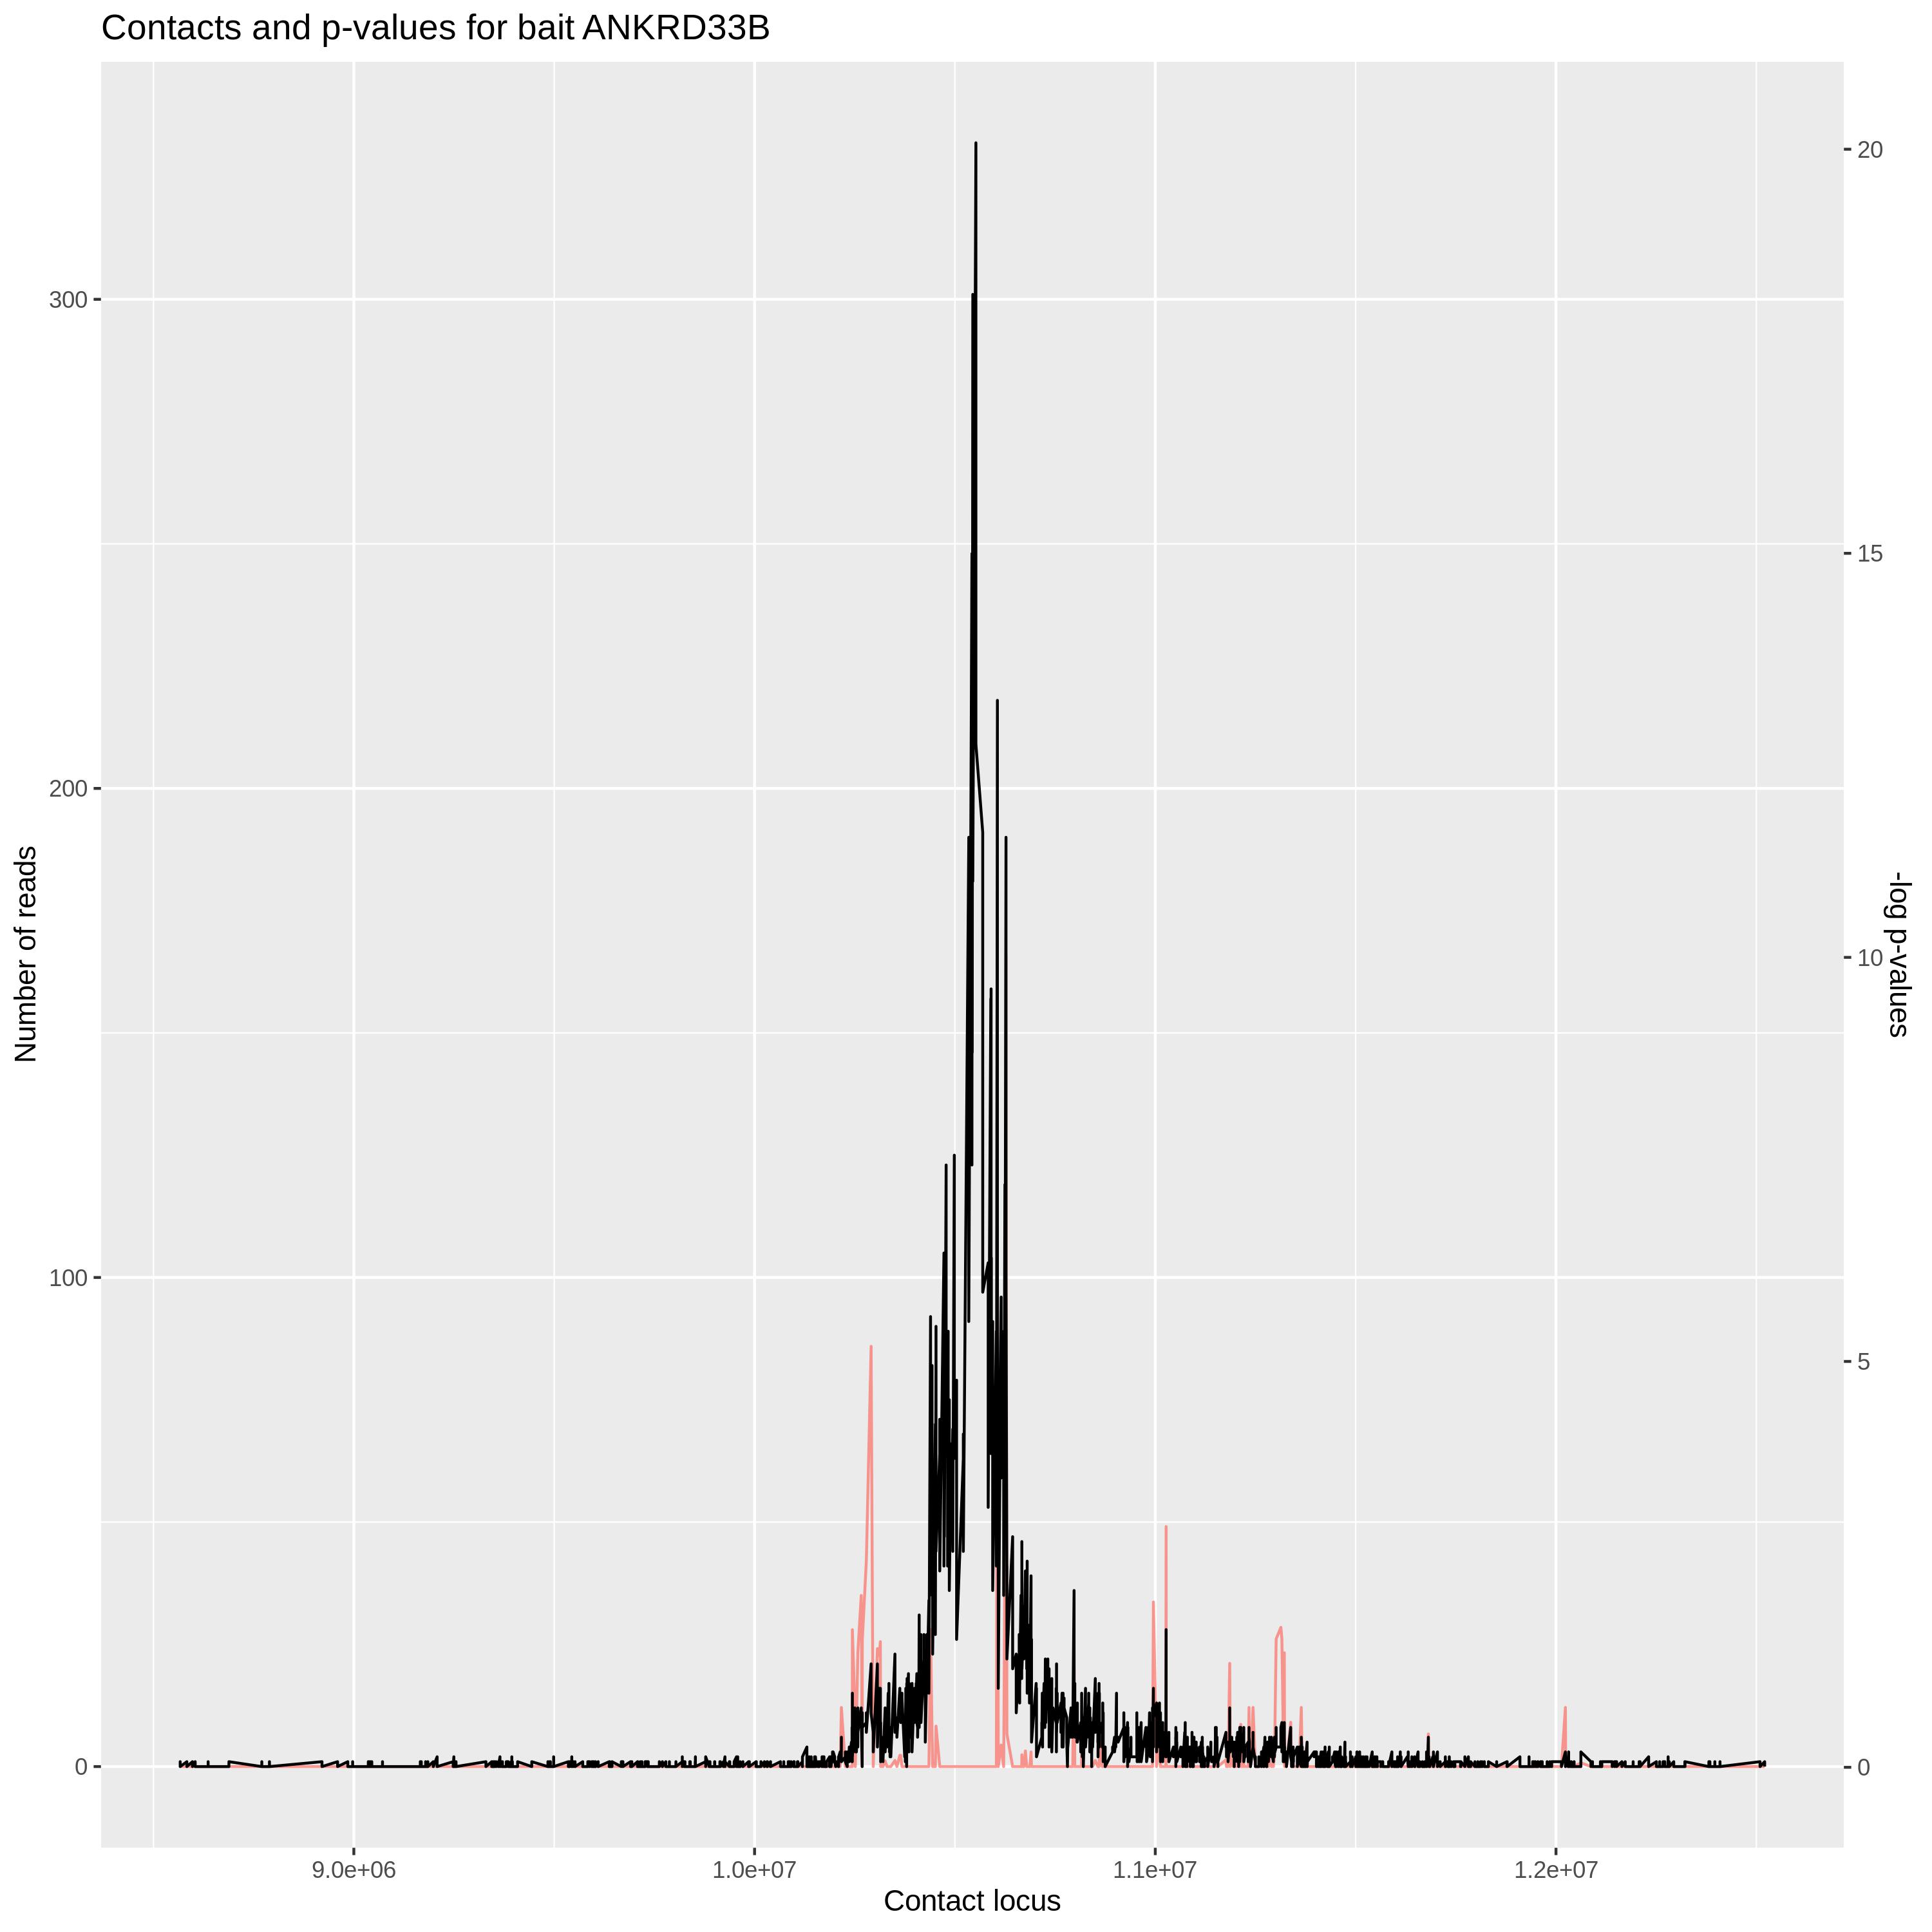 Contacts and p-values for bait ANKRD33B
300
200
100
0
20
15
10
5
0
Number of reads
-log p-values
9.0e+06
1.0e+07
1.1e+07
1.2e+07
Contact locus